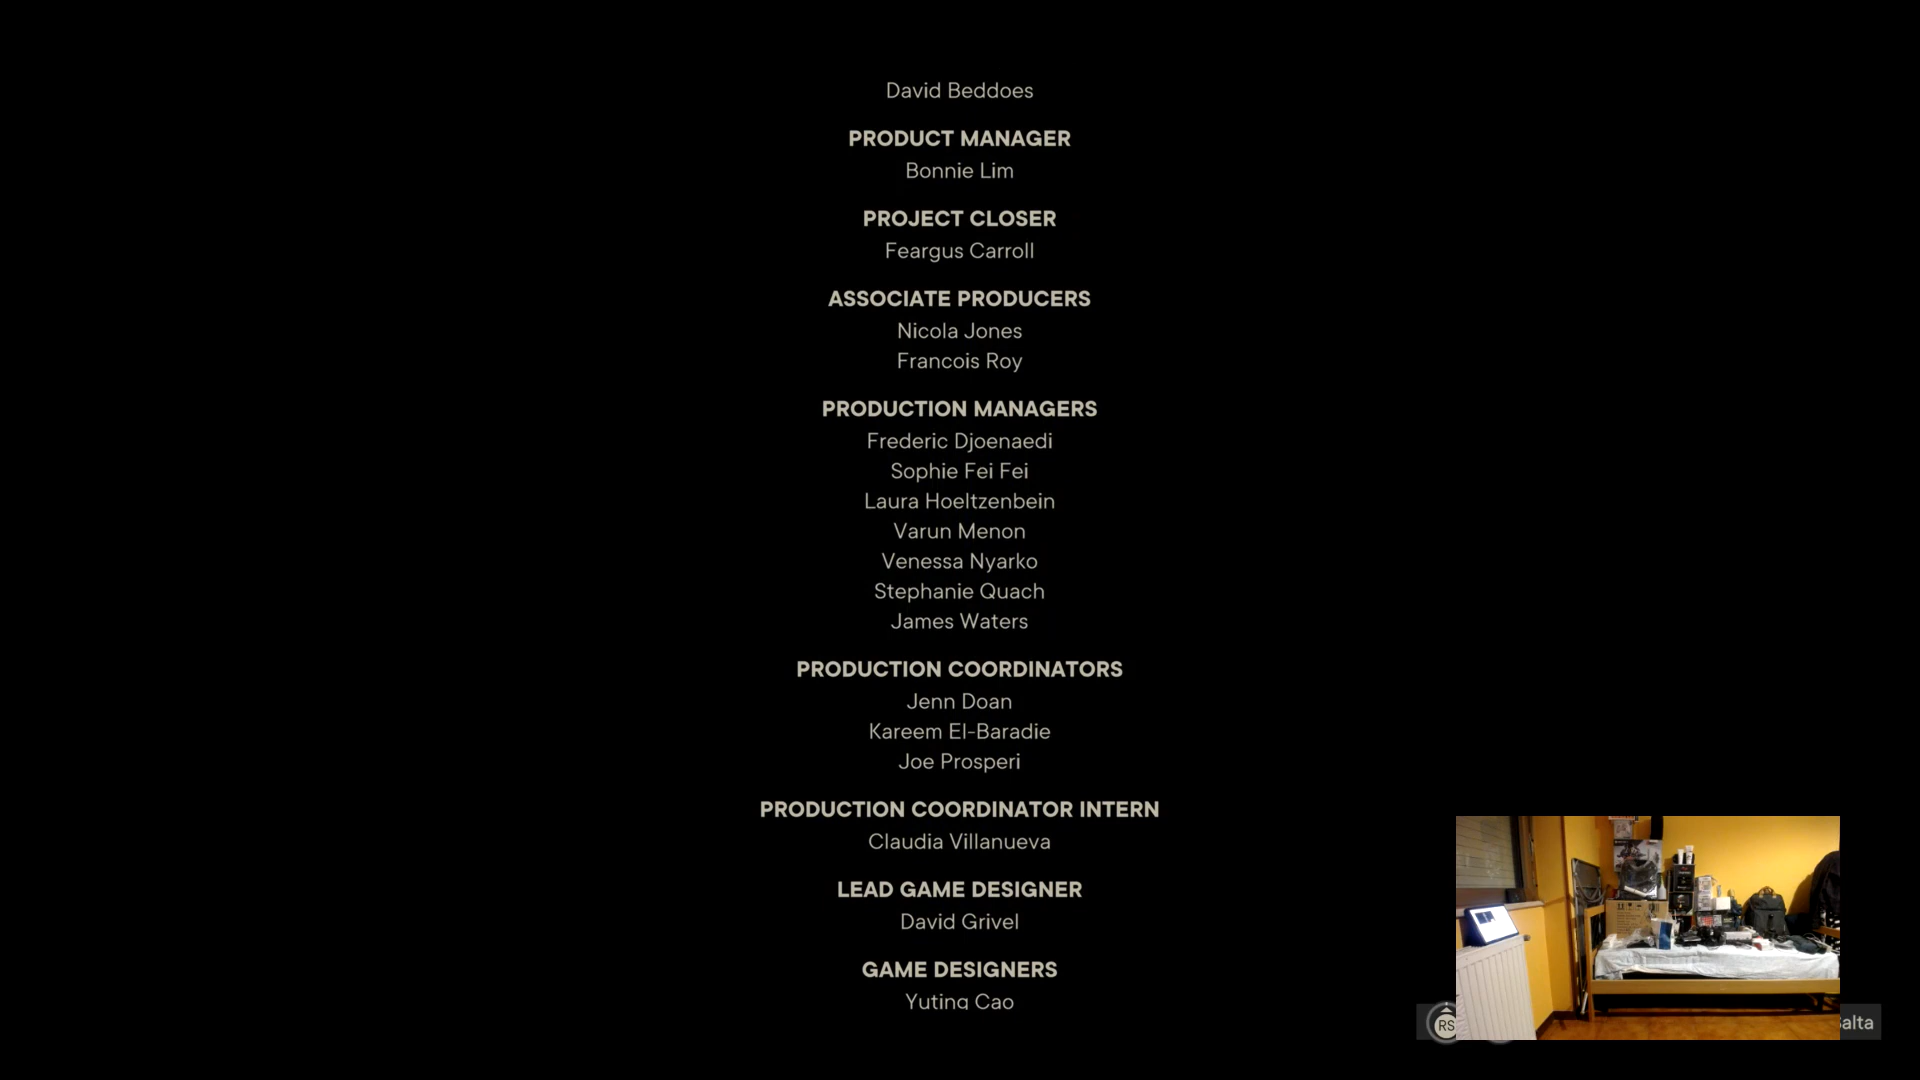 David Beddoes
PRODUCT MANAGER
Bonnie Lim
PROJECT CLOSER
Feargus Carroll
ASSOCIATE PRODUCERS
Nicola Jones
Francois Roy
PRODUCTION MANAGERS
Frederic Djoenaedi
Sophie Fei Fei
Laura Hoeltzenbein
Varun Menon
Venessa Nyarko
Stephanie Quach
James Waters
PRODUCTION COORDINATORS
Jenn Doan
Kareem El-Baradie
Joe Prosperi
PRODUCTION COORDINATOR INTERN
Claudia Villanueva
LEAD GAME DESIGNER
David Grivel
GAME DESIGNERS
Yuting Cao
RS
alta